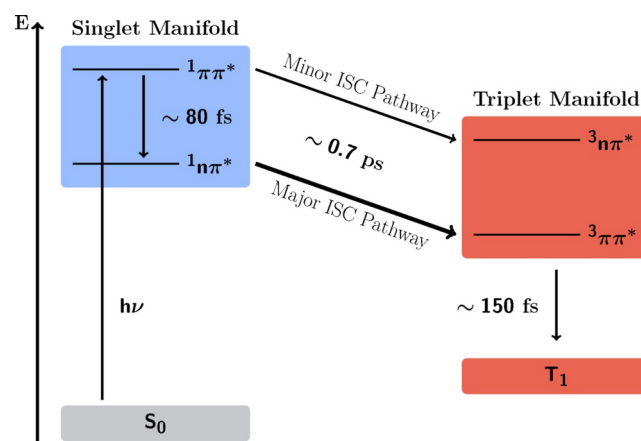 E
Singlet Manifold
¹ππ*
∼ 80 fs
¹nπ*
hν
S₀
Minor ISC Pathway
∼ 0.7 ps
Major ISC Pathway
Triplet Manifold
³nπ*
³ππ*
∼ 150 fs
T₁